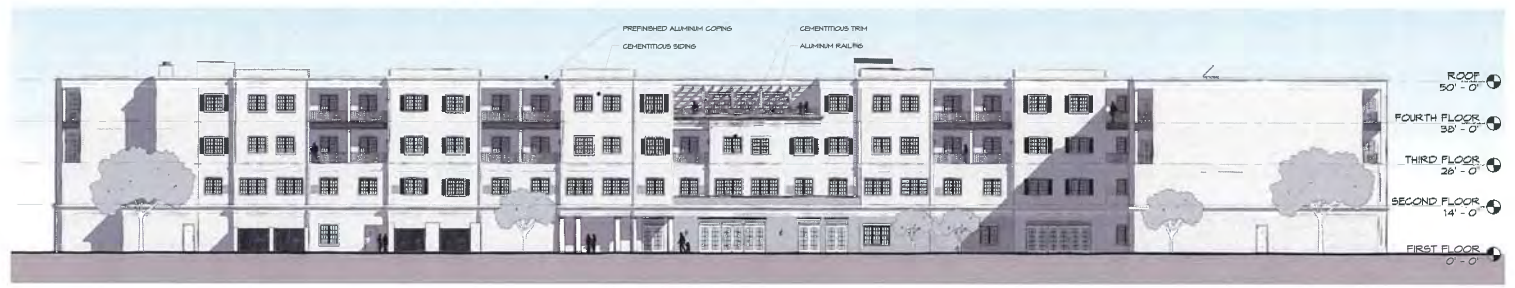 PREFINISHED ALUMINUM COPING
CEMENTITIOUS SIDING
CEMENTITIOUS TRIM
ALUMINUM RAILING
ROOF
50' - 0"
FOURTH FLOOR
38' - 0"
THIRD FLOOR
26' - 0"
SECOND FLOOR
14' - 0"
FIRST FLOOR
0' - 0"